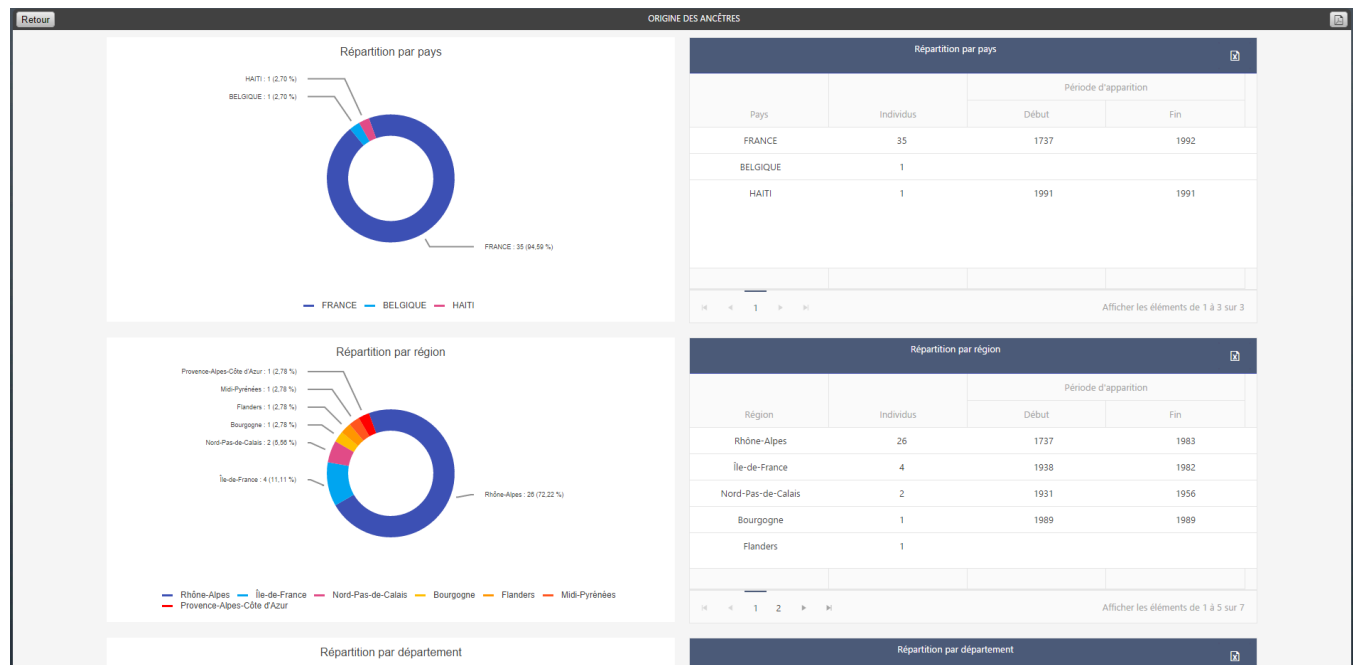 Retour
ORIGINE DES ANCÊTRES
Répartition par pays
HAITI : 1 (2,70 %)
BELGIQUE : 1 (2,70 %)
FRANCE : 35 (94,59 %)
FRANCE BELGIQUE HAITI
Répartition par pays
Période d'apparition
Pays Individus Début Fin
FRANCE 35 1737 1992
BELGIQUE 1
HAITI 1 1991 1991
1
Afficher les éléments de 1 à 3 sur 3
Répartition par région
Provence-Alpes-Côte d'Azur : 1 (2,78 %)
Midi-Pyrénées : 1 (2,78 %)
Flanders : 1 (2,78 %)
Bourgogne : 1 (2,78 %)
Nord-Pas-de-Calais : 2 (5,56 %)
Île-de-France : 4 (11,11 %)
Rhône-Alpes : 26 (72,22 %)
Rhône-Alpes Île-de-France Nord-Pas-de-Calais Bourgogne Flanders Midi-Pyrénées
Provence-Alpes-Côte d'Azur
Répartition par région
Période d'apparition
Région Individus Début Fin
Rhône-Alpes 26 1737 1983
Île-de-France 4 1938 1982
Nord-Pas-de-Calais 2 1931 1956
Bourgogne 1 1989 1989
Flanders 1
1 2
Afficher les éléments de 1 à 5 sur 7
Répartition par département
Répartition par département